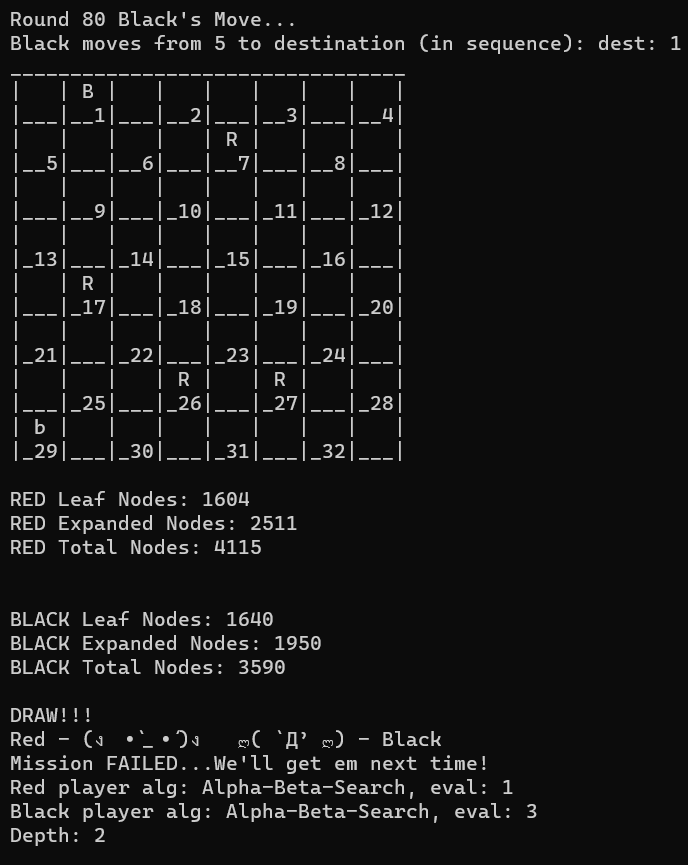 Round 80 Black's Move...
Black moves from 5 to destination (in sequence): dest: 1
_________________________________
|   | B |   |   |   |   |   |   |
|___|__1|___|__2|___|__3|___|__4|
|   |   |   |   | R |   |   |   |
|__5|___|__6|___|__7|___|__8|___|
|   |   |   |   |   |   |   |   |
|___|__9|___|_10|___|_11|___|_12|
|   |   |   |   |   |   |   |   |
|_13|___|_14|___|_15|___|_16|___|
|   | R |   |   |   |   |   |   |
|___|_17|___|_18|___|_19|___|_20|
|   |   |   |   |   |   |   |   |
|_21|___|_22|___|_23|___|_24|___|
|   |   |   | R |   | R |   |   |
|___|_25|___|_26|___|_27|___|_28|
| b |   |   |   |   |   |   |   |
|_29|___|_30|___|_31|___|_32|___|
RED Leaf Nodes: 1604
RED Expanded Nodes: 2511
RED Total Nodes: 4115
BLACK Leaf Nodes: 1640
BLACK Expanded Nodes: 1950
BLACK Total Nodes: 3590
DRAW!!!
Red - (ง •̀_•́)ง   ლ( `Д’ ლ) - Black
Mission FAILED...We'll get em next time!
Red player alg: Alpha-Beta-Search, eval: 1
Black player alg: Alpha-Beta-Search, eval: 3
Depth: 2